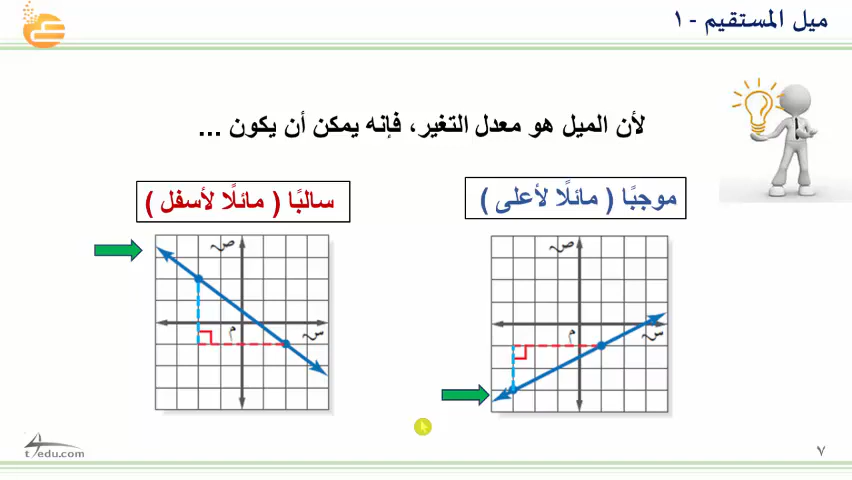 ميل المستقيم - ١
لأن الميل هو معدل التغير، فإنه يمكن أن يكون ...
موجبًا ( مائلًا لأعلى )
سالبًا ( مائلًا لأسفل )
ص
م
س
ص
م
س
t4edu.com
٧